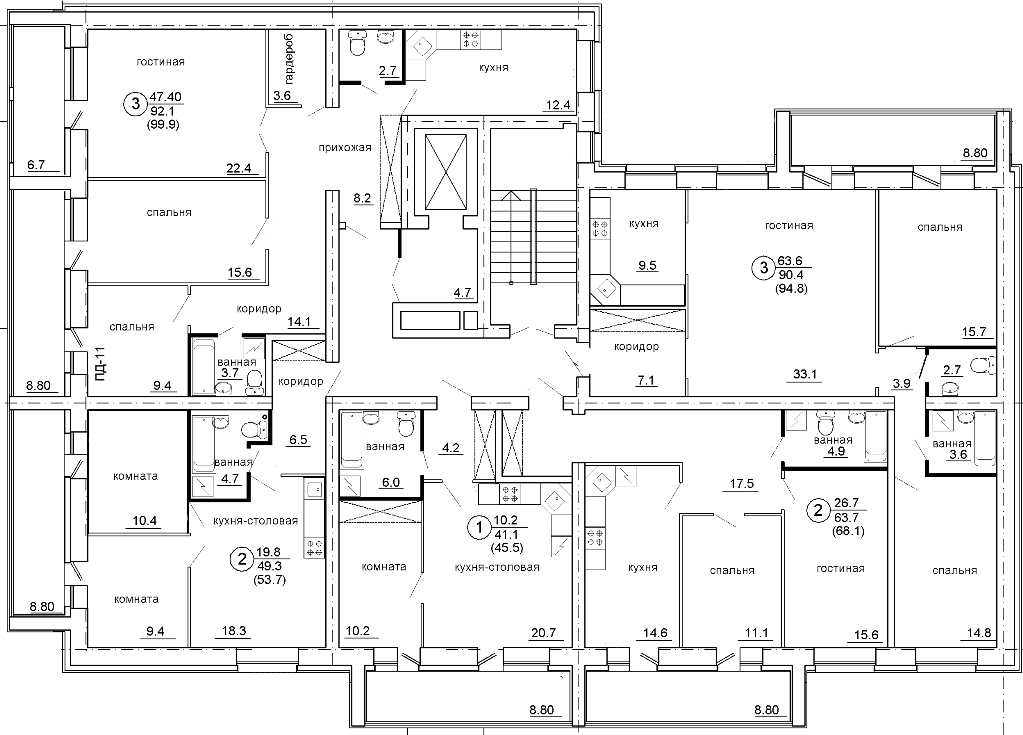 гостиная
3
47.40
92.1
(99.9)
22.4
6.7
гардероб
3.6
2.7
кухня
12.4
прихожая
8.2
спальня
15.6
4.7
коридор
14.1
спальня
9.4
ПД-11
8.80
ванная
3.7
кухня
9.5
гостиная
3
63.6
90.4
(94.8)
33.1
8.80
спальня
15.7
коридор
7.1
3.9
2.7
ванная
3.6
коридор
6.5
ванная
4.7
комната
10.4
кухня-столовая
2
19.8
49.3
(53.7)
18.3
комната
9.4
8.80
ванная
6.0
4.2
1
10.2
41.1
(45.5)
комната
10.2
кухня-столовая
20.7
8.80
17.5
ванная
4.9
2
26.7
63.7
(68.1)
кухня
14.6
спальня
11.1
гостиная
15.6
спальня
14.8
8.80